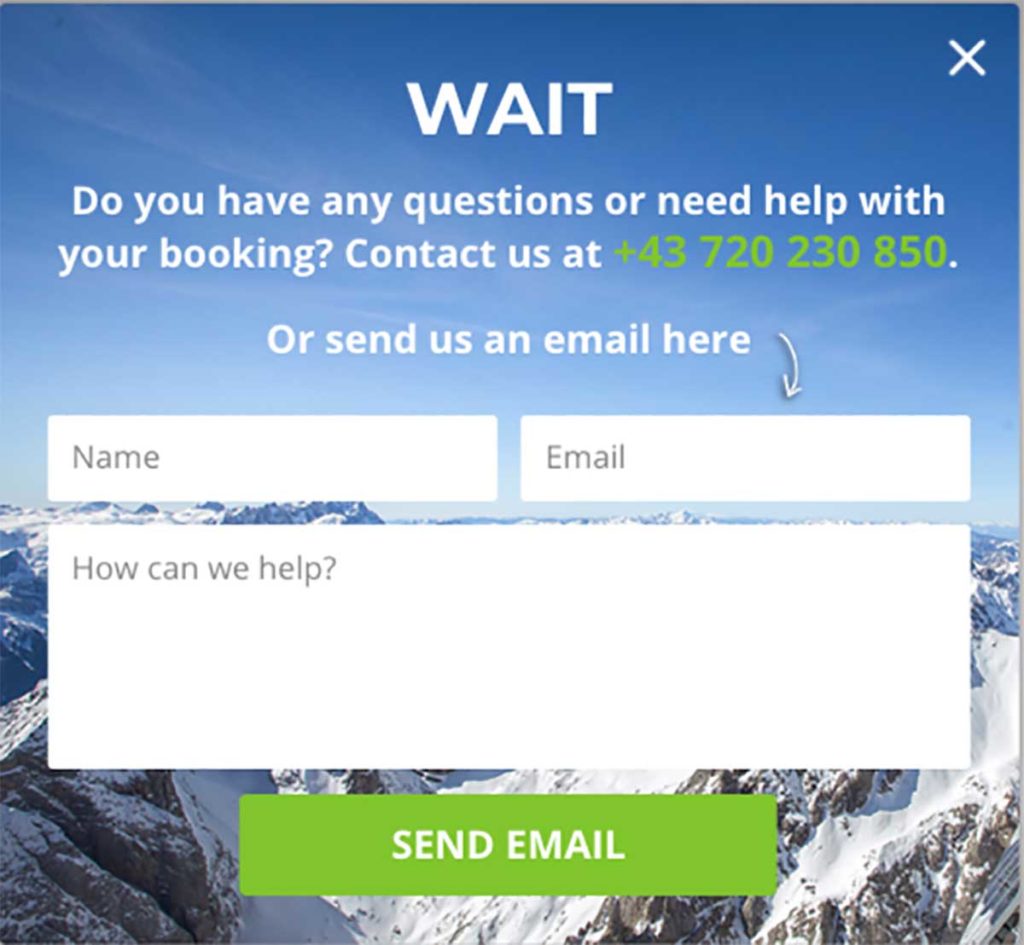 WAIT
Do you have any questions or need help with
your booking? Contact us at +43 720 230 850.
Or send us an email here
Name
Email
How can we help?
SEND EMAIL